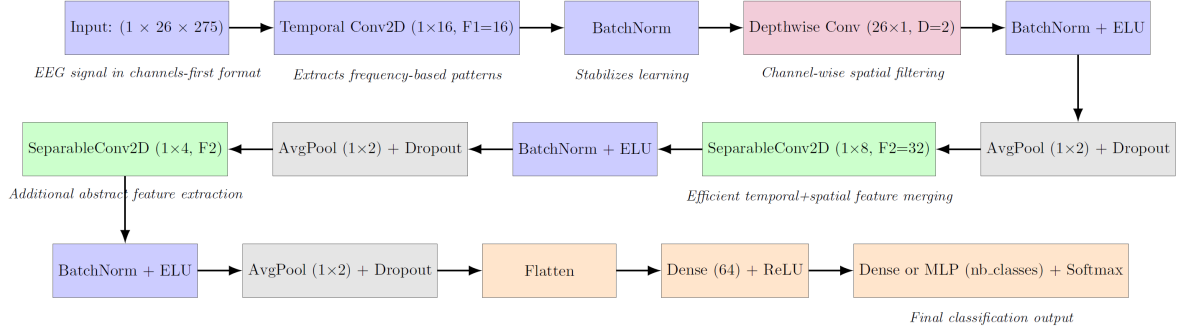 Input: (1 × 26 × 275)
Temporal Conv2D (1×16, F1=16)
BatchNorm
Depthwise Conv (26×1, D=2)
BatchNorm + ELU
EEG signal in channels-first format
Extracts frequency-based patterns
Stabilizes learning
Channel-wise spatial filtering
AvgPool (1×2) + Dropout
SeparableConv2D (1×8, F2=32)
BatchNorm + ELU
AvgPool (1×2) + Dropout
SeparableConv2D (1×4, F2)
Efficient temporal+spatial feature merging
Additional abstract feature extraction
BatchNorm + ELU
AvgPool (1×2) + Dropout
Flatten
Dense (64) + ReLU
Dense or MLP (nb_classes) + Softmax
Final classification output